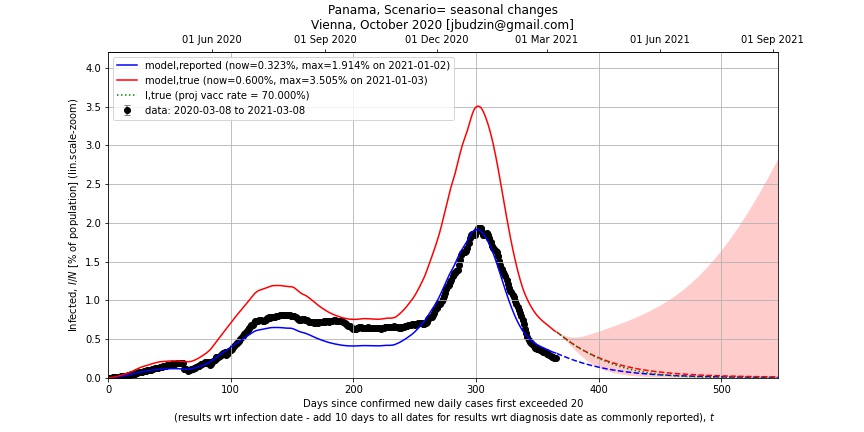 Panama, Scenario= seasonal changes
Vienna, October 2020 [jbudzin@gmail.com]
01 Jun 2020 01 Sep 2020 01 Dec 2020 01 Mar 2021 01 Jun 2021 01 Sep 2021
model,reported (now=0.323%, max=1.914% on 2021-01-02)
model,true (now=0.600%, max=3.505% on 2021-01-03)
I,true (proj vacc rate = 70.000%)
data: 2020-03-08 to 2021-03-08
4.0
3.5
3.0
2.5
2.0
1.5
1.0
0.5
0.0
Infected, I/N [% of population] (lin.scale-zoom)
0 100 200 300 400 500
Days since confirmed new daily cases first exceeded 20
(results wrt infection date - add 10 days to all dates for results wrt diagnosis date as commonly reported), t